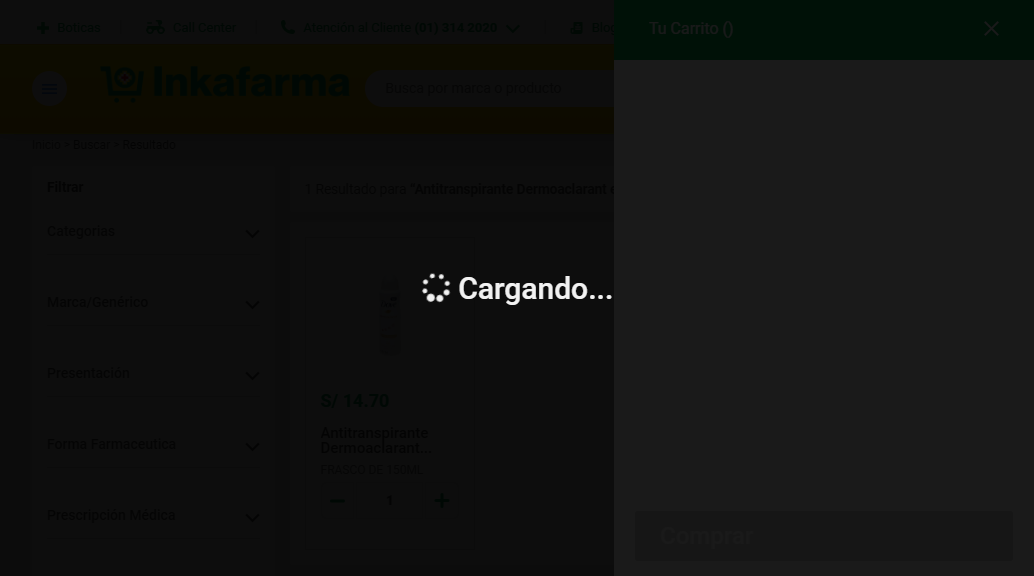 Boticas
Call Center
Atención al Cliente (01) 314 2020
Tu Carrito ()
Inkafarma
Busca por marca o producto
Inicio > Buscar > Resultado
Filtrar
1 Resultado para "Antitranspirante Dermoaclarant
Categorías
Marca/Genérico
Cargando...
Presentación
S/ 14.70
Antitranspirante
Dermoaclarant...
Forma Farmaceutica
FRASCO DE 150ML
1
Prescripción Médica
Comprar